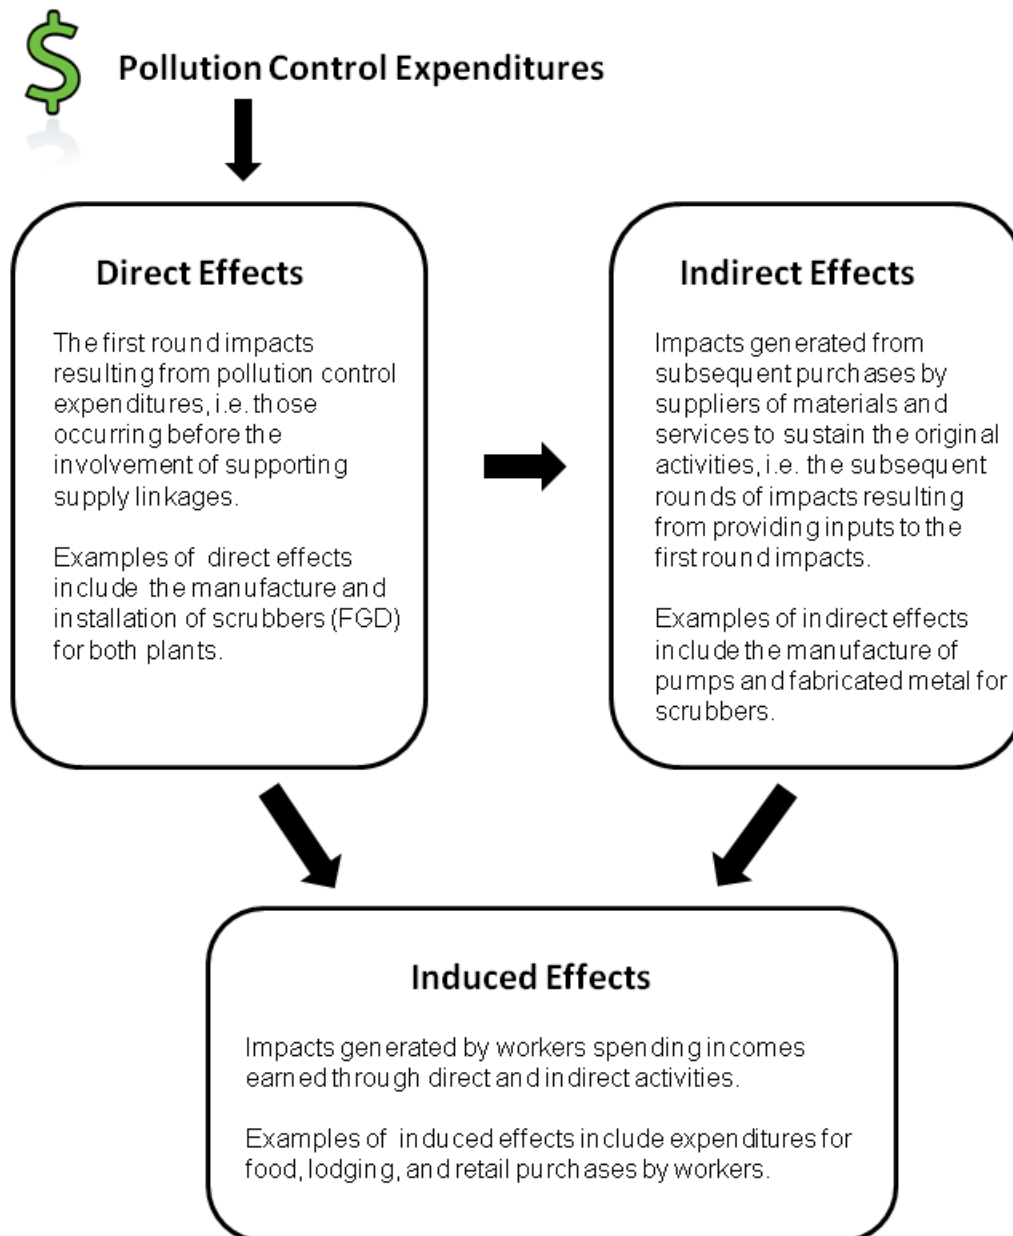 $
Pollution Control Expenditures
Direct Effects
The first round impacts
resulting from pollution control
expenditures, i.e. those
occurring before the
involvement of supporting
supply linkages.
Examples of direct effects
include the manufacture and
installation of scrubbers (FGD)
for both plants.
Indirect Effects
Impacts generated from
subsequent purchases by
suppliers of materials and
services to sustain the original
activities, i.e. the subsequent
rounds of impacts resulting
from providing inputs to the
first round impacts.
Examples of indirect effects
include the manufacture of
pumps and fabricated metal for
scrubbers.
Induced Effects
Impacts generated by workers spending incomes
earned through direct and indirect activities.
Examples of induced effects include expenditures for
food, lodging, and retail purchases by workers.